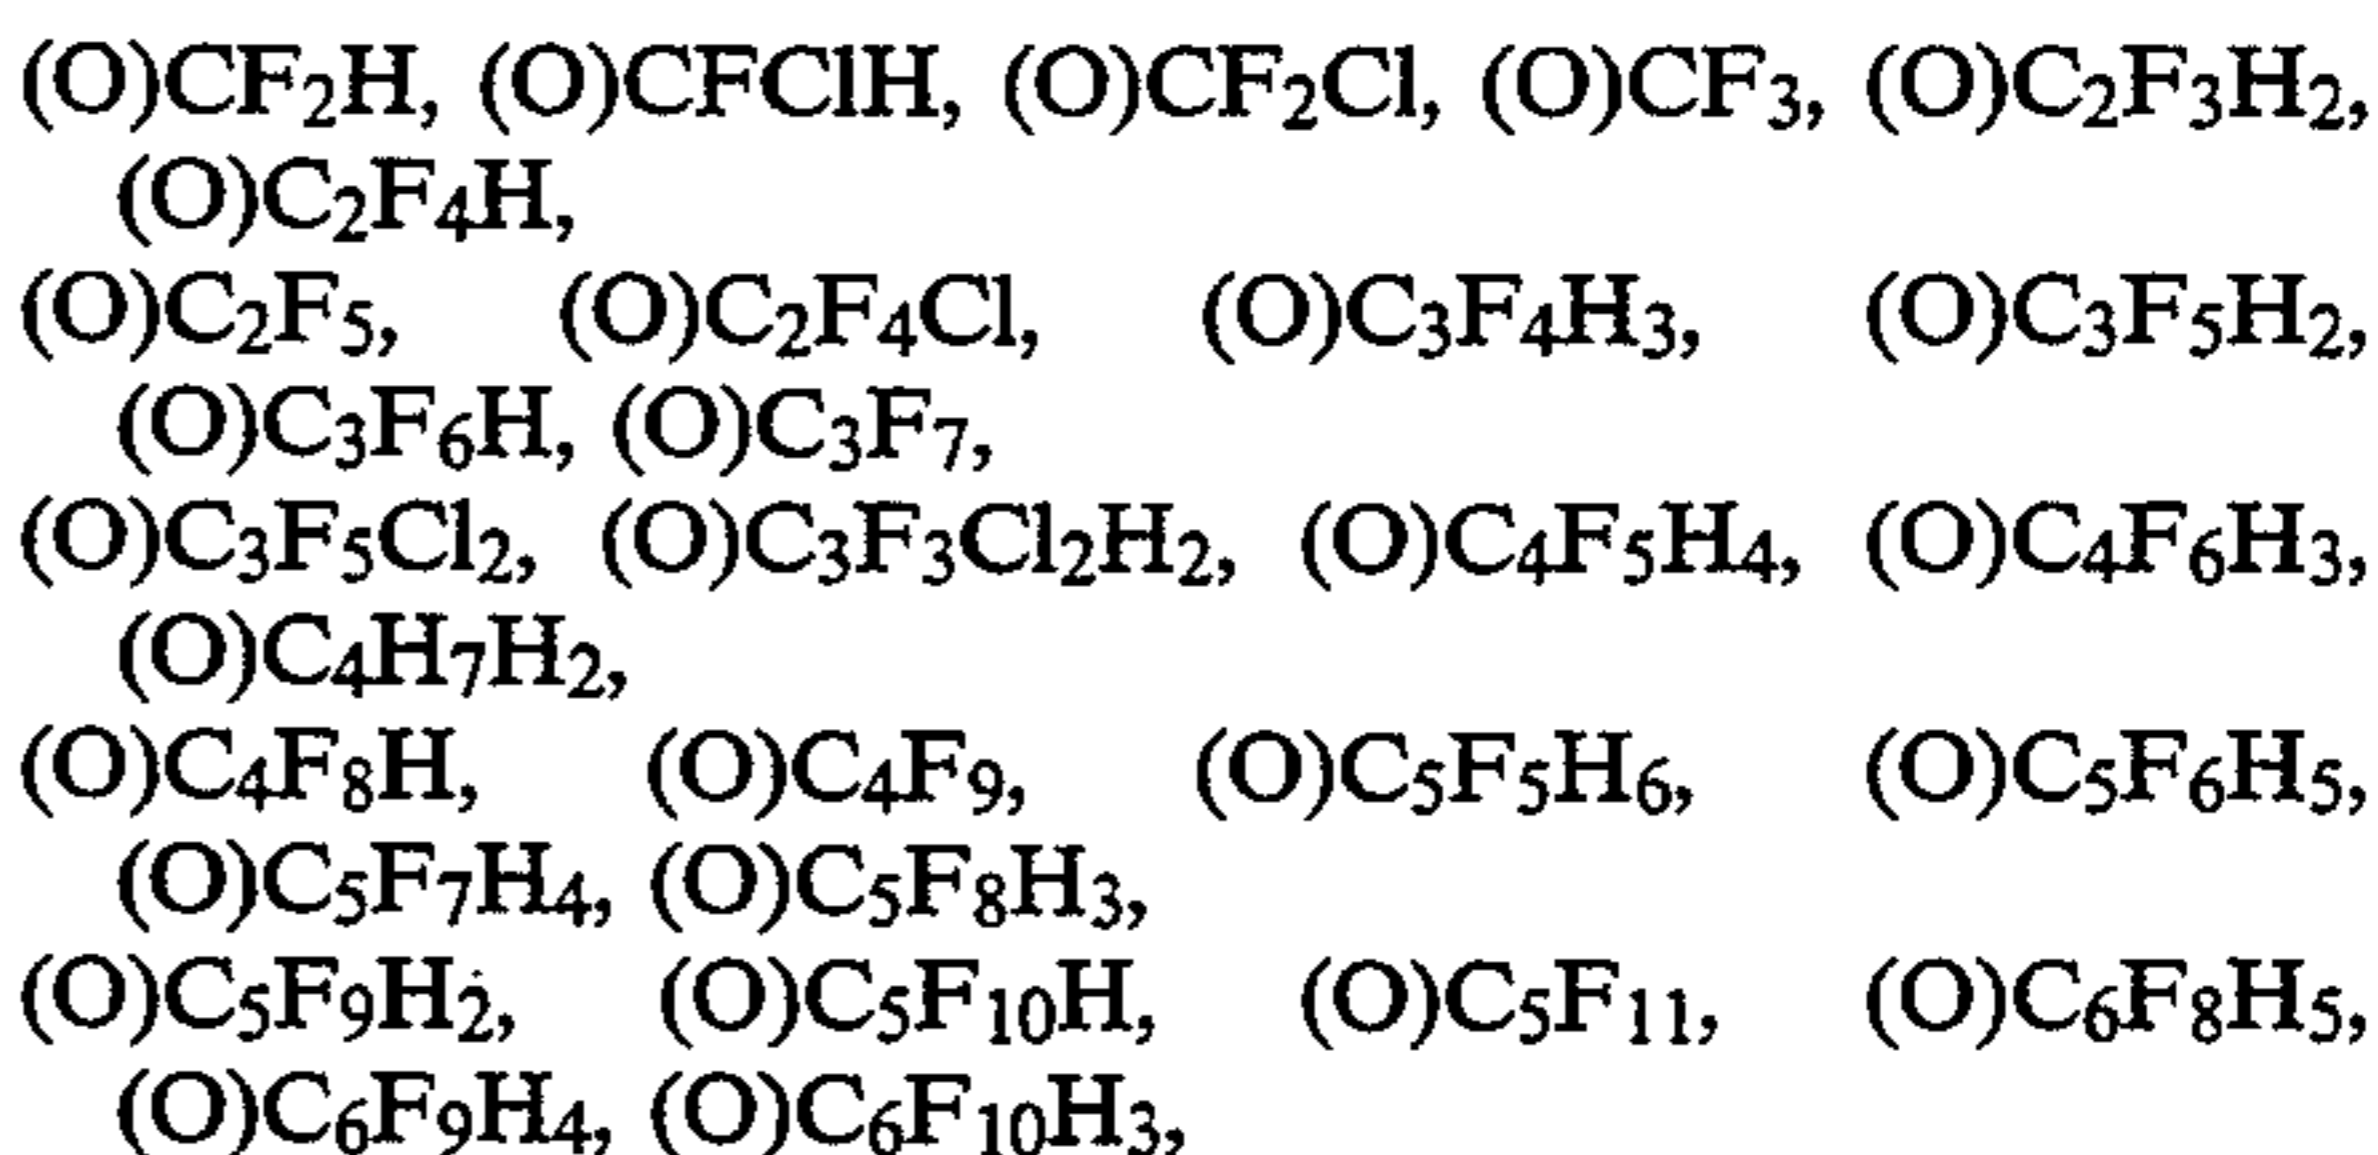 (O)CF₂H, (O)CFClH, (O)CF₂Cl, (O)CF₃, (O)C₂F₃H₂,
(O)C₂F₄H,
(O)C₂F₅, (O)C₂F₄Cl, (O)C₃F₄H₃, (O)C₃F₅H₂,
(O)C₃F₆H, (O)C₃F₇,
(O)C₃F₅Cl₂, (O)C₃F₃Cl₂H₂, (O)C₄F₅H₄, (O)C₄F₆H₃,
(O)C₄H₇H₂,
(O)C₄F₈H, (O)C₄F₉, (O)C₅F₅H₆, (O)C₅F₆H₅,
(O)C₅F₇H₄, (O)C₅F₈H₃,
(O)C₅F₉H₂, (O)C₅F₁₀H, (O)C₅F₁₁, (O)C₆F₈H₅,
(O)C₆F₉H₄, (O)C₆F₁₀H₃,